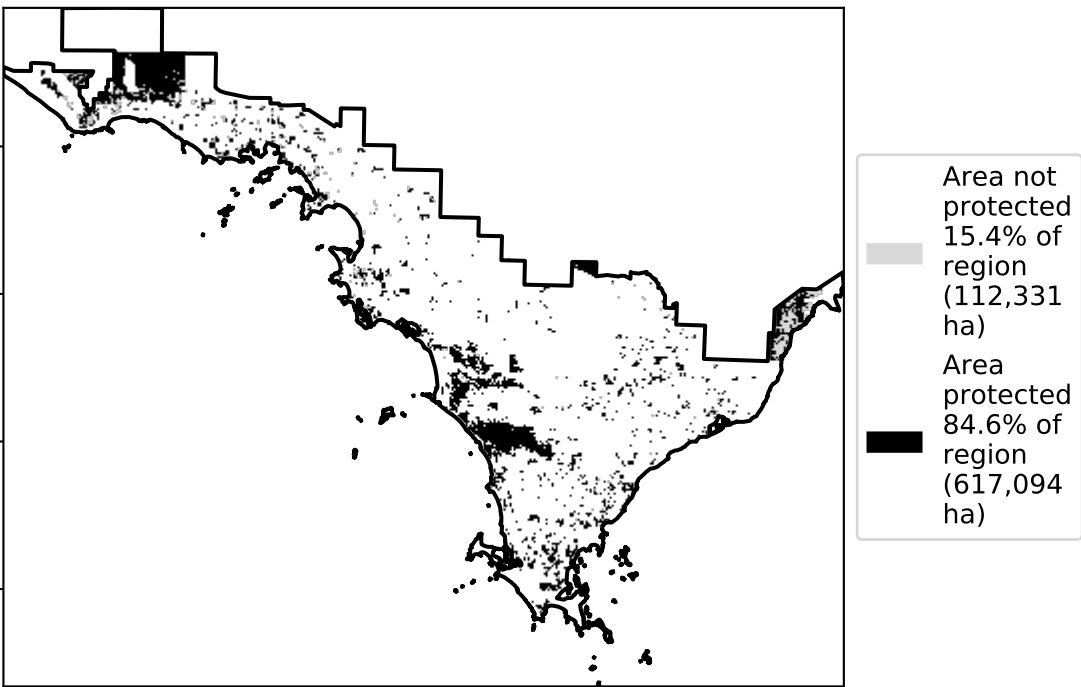 Area not
protected
15.4% of
region
(112,331
ha)
Area
protected
84.6% of
region
(617,094
ha)